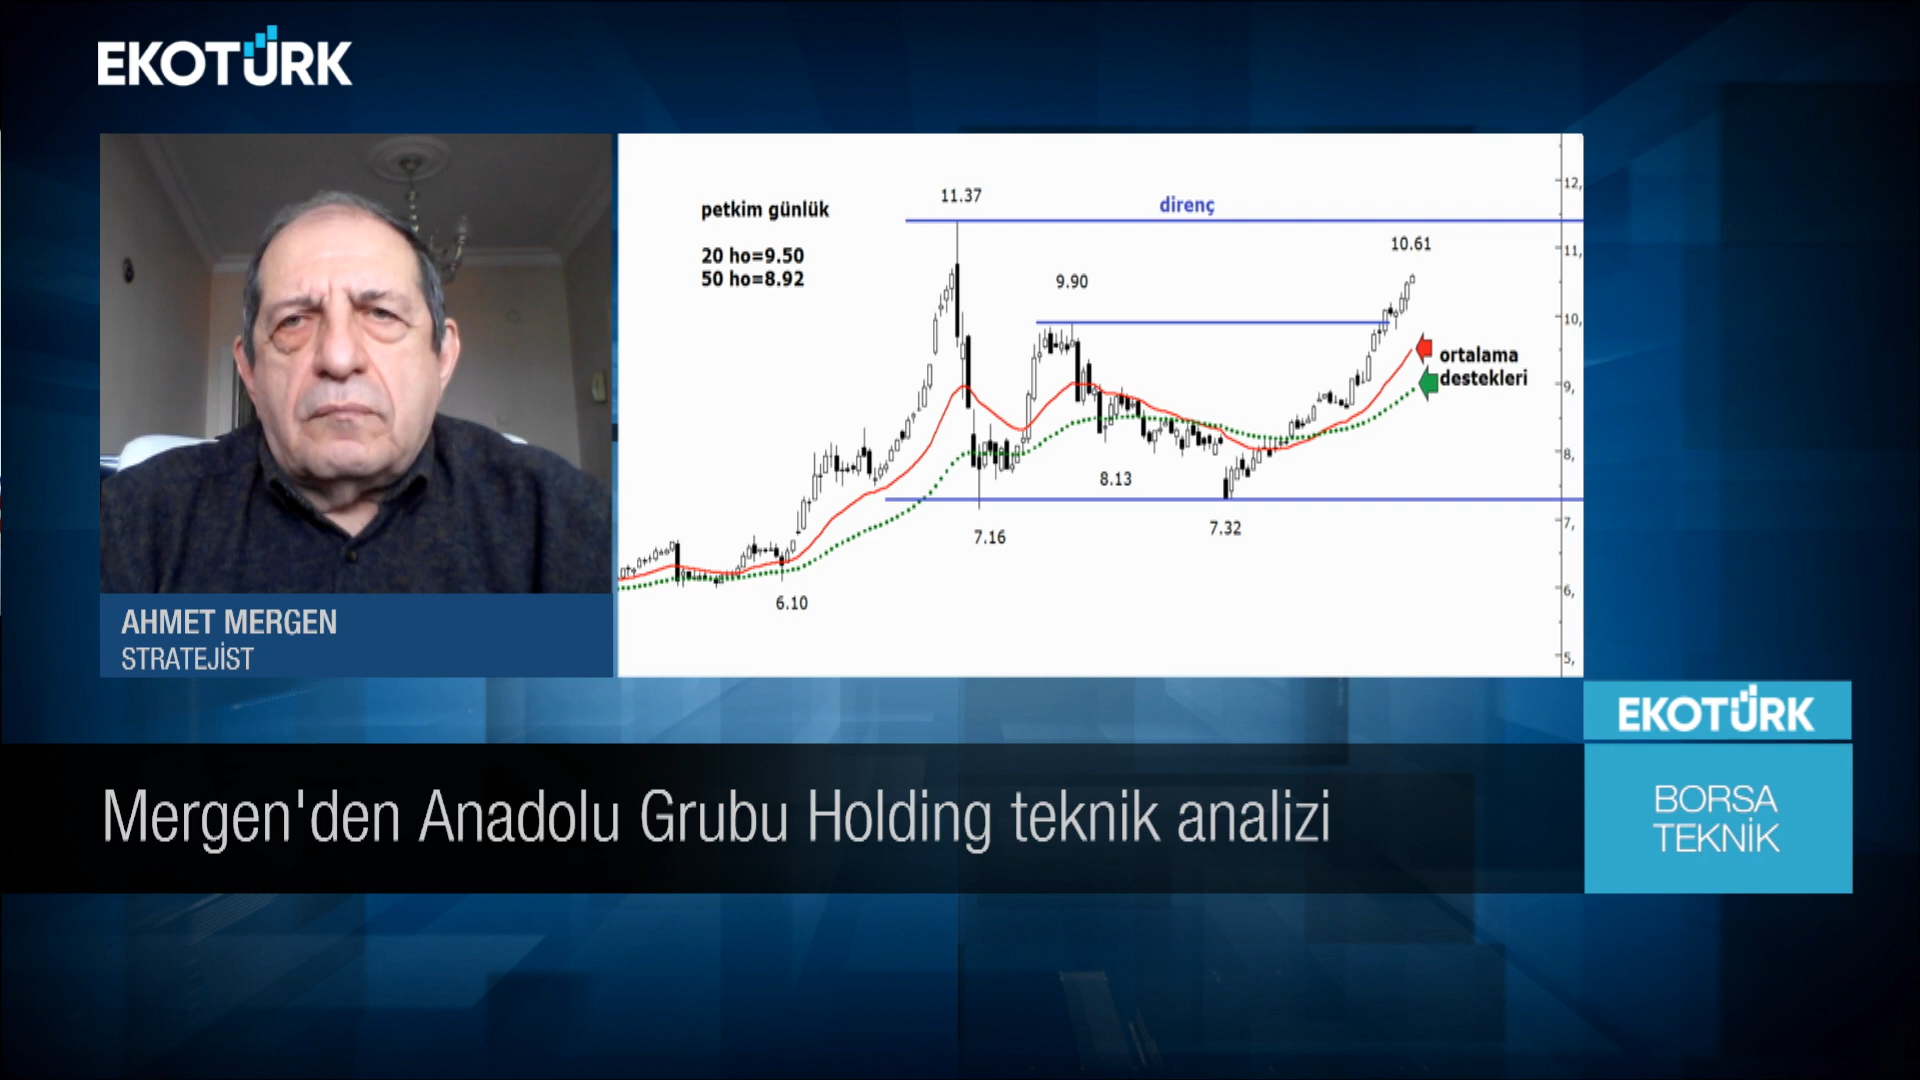 EKOTÜRK
petkim günlük
20 ho=9.50
50 ho=8.92
11.37
direnç
10.61
9.90
ortalama
destekleri
8.13
7.16
7.32
6.10
12,
11,
10,
9,
8,
7,
6,
5,
AHMET MERGEN
STRATEJİST
EKOTÜRK
Mergen'den Anadolu Grubu Holding teknik analizi
BORSA
TEKNİK